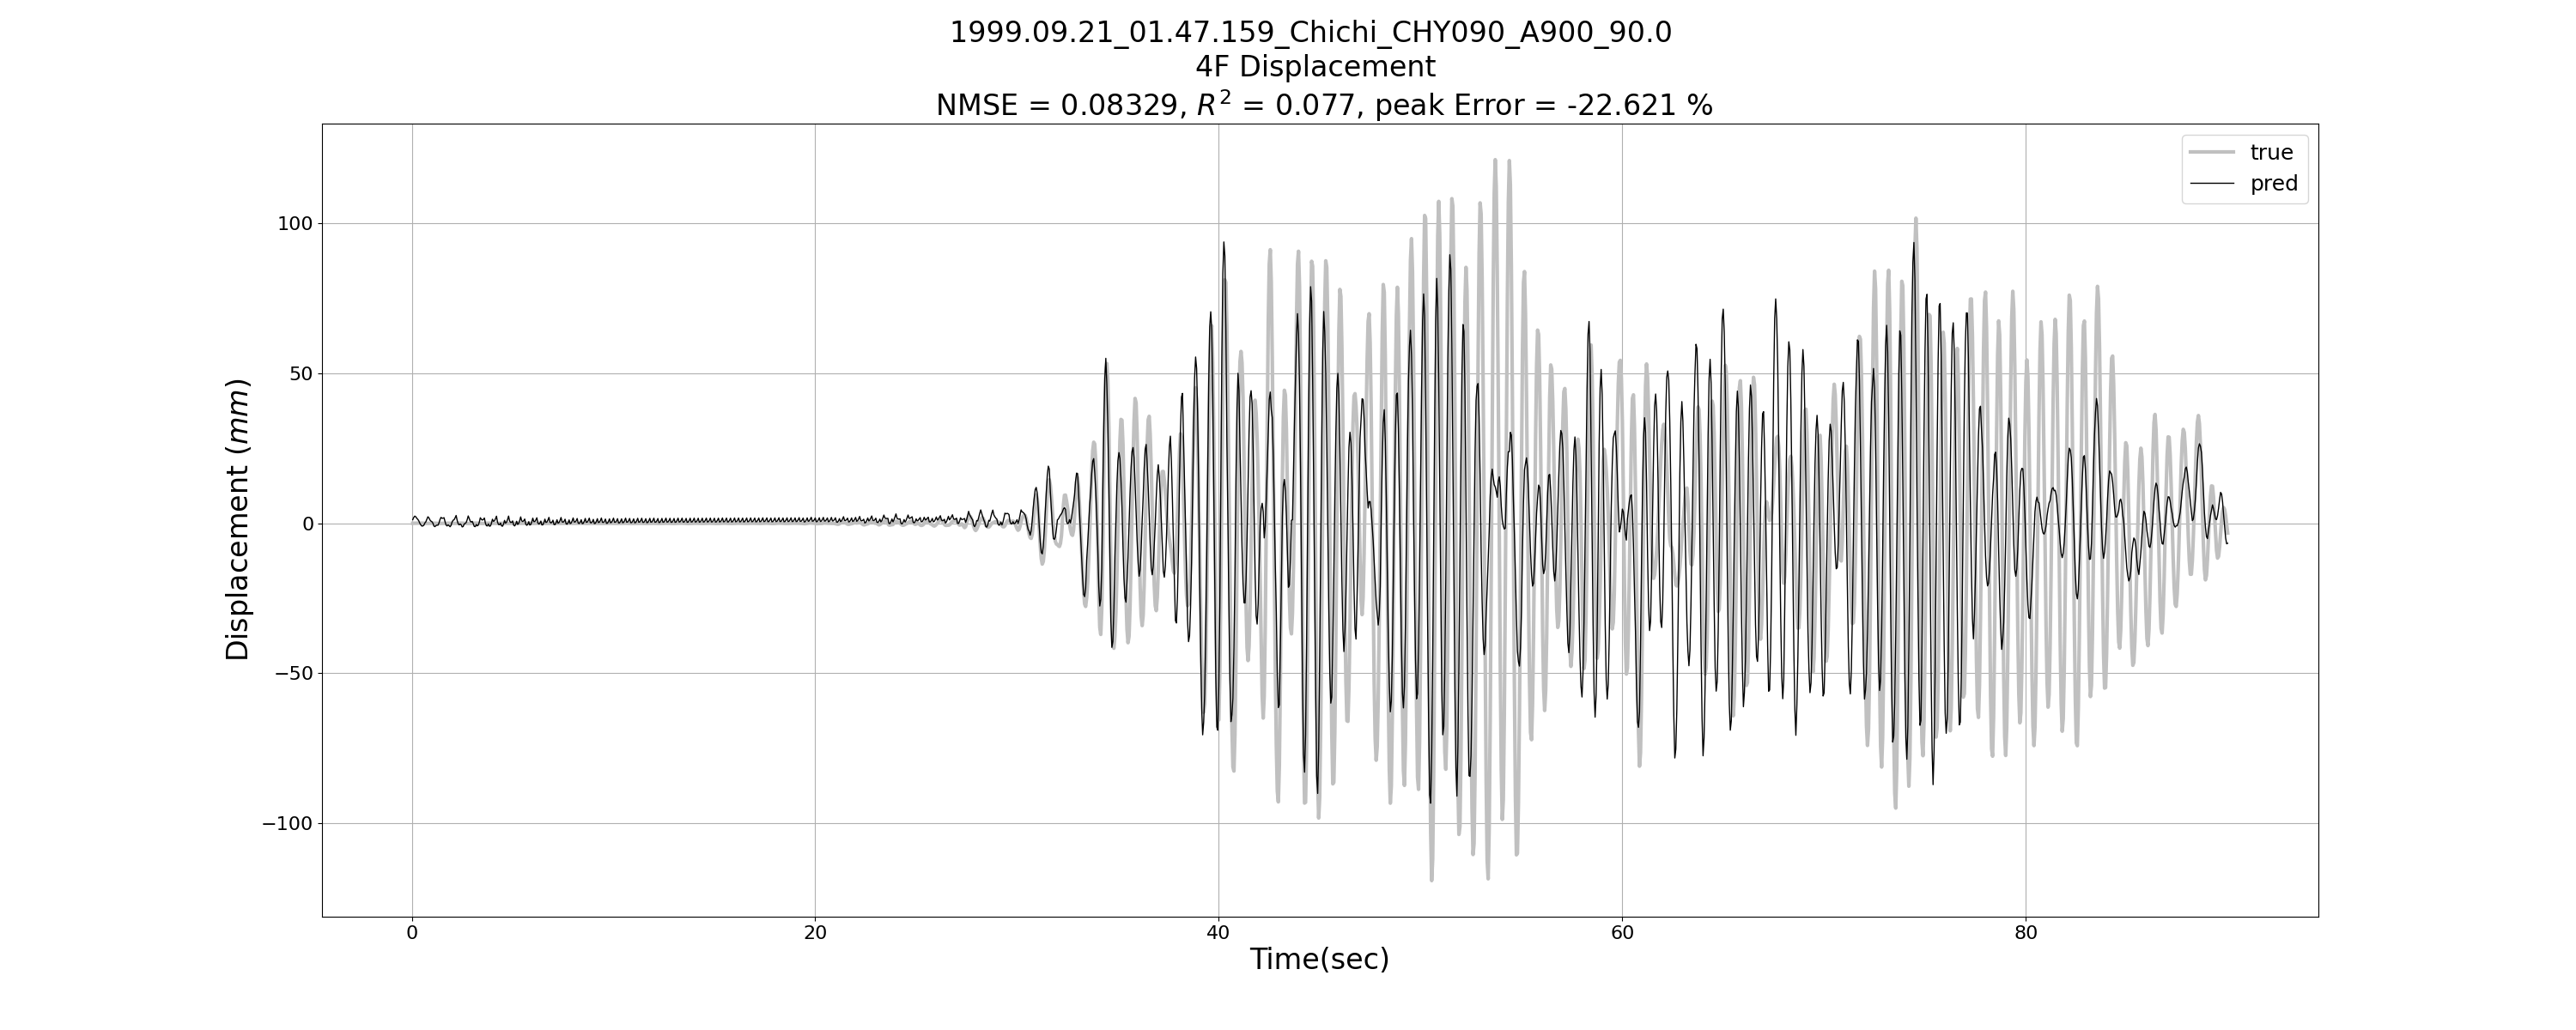 1999.09.21_01.47.159_Chichi_CHY090_A900_90.0
4F Displacement
NMSE = 0.08329, R² = 0.077, peak Error = -22.621 %
true
pred
100
50
0
−50
−100
Displacement (mm)
0 20 40 60 80
Time(sec)